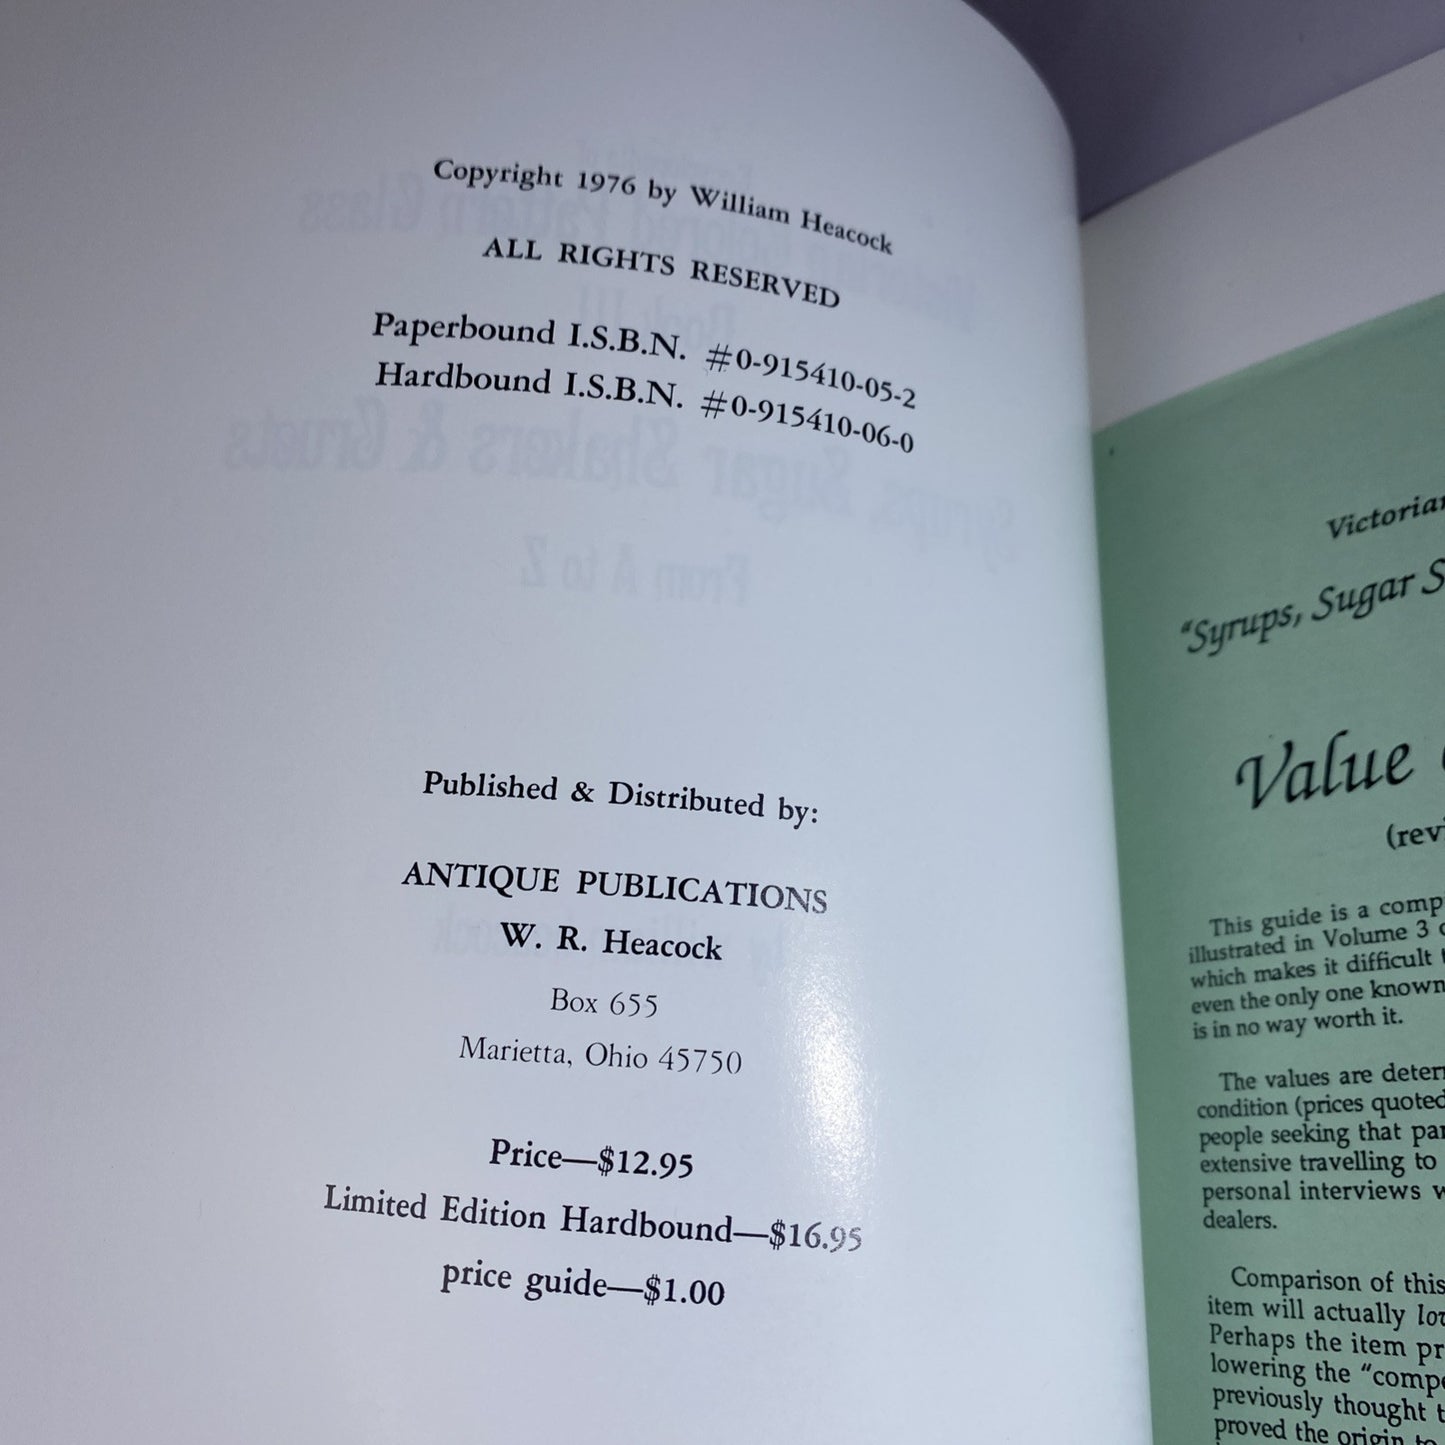 Copyright 1976 by William Heacock
ALL RIGHTS RESERVED
Paperbound I.S.B.N. #0-915410-05-2
Hardbound I.S.B.N. #0-915410-06-0
Published & Distributed by:
ANTIQUE PUBLICATIONS
W. R. Heacock
Box 655
Marietta, Ohio 45750
Price—$12.95
Limited Edition Hardbound—$16.95
price guide—$1.00
Victorian
"Syrups, Sugar S
Value
(revi
This guide is a comp
illustrated in Volume 3
which makes it difficult
even the only one known
is in no way worth it.
The values are deter
condition (prices quoted
people seeking that par
extensive travelling to
personal interviews w
dealers.
Comparison of this
item will actually lov
Perhaps the item pr
lowering the "compe
previously thought t
proved the origin to